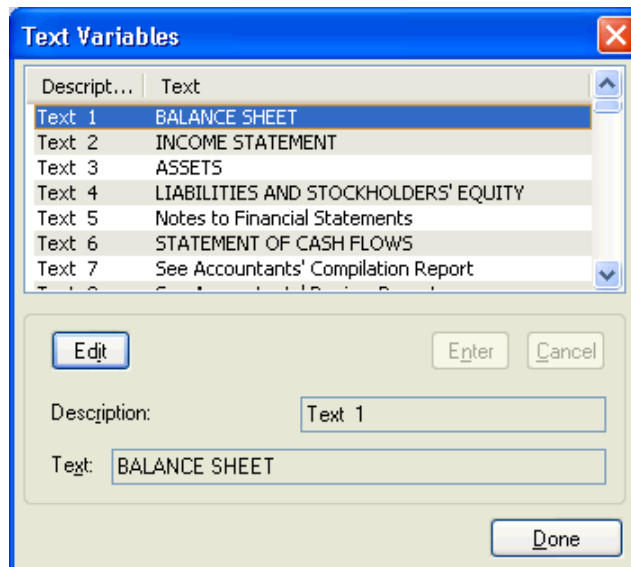 Text Variables
Descript... Text
Text 1 BALANCE SHEET
Text 2 INCOME STATEMENT
Text 3 ASSETS
Text 4 LIABILITIES AND STOCKHOLDERS' EQUITY
Text 5 Notes to Financial Statements
Text 6 STATEMENT OF CASH FLOWS
Text 7 See Accountants' Compilation Report
Edit Enter Cancel
Description: Text 1
Text: BALANCE SHEET
Done